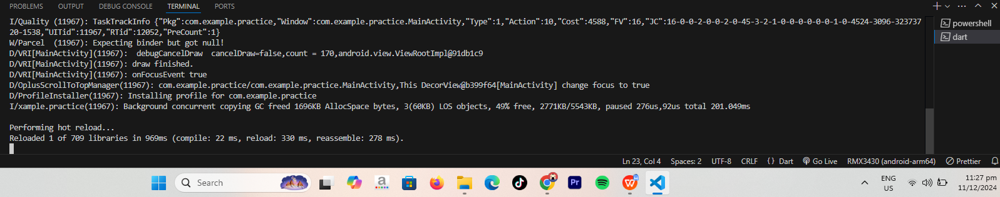 PROBLEMS OUTPUT DEBUG CONSOLE TERMINAL PORTS
I/Quality (11967): TaskTrackInfo {"Pkg":com.example.practice,"Window":com.example.practice.MainActivity,"Type":1,"Action":10,"Cost":4588,"FV":16,"JC":16-0-0-2-0-0-2-0-45-3-2-1-0-0-0-0-0-0-1-0-4524-3096-323737
20-1538,"UITid":11967,"RTid":12052,"PreCount":1}
W/Parcel  (11967): Expecting binder but got null!
D/VRI[MainActivity](11967):  debugCancelDraw  cancelDraw=false,count = 170,android.view.ViewRootImpl@91db1c9
D/VRI[MainActivity](11967): draw finished.
D/VRI[MainActivity](11967): onFocusEvent true
D/OplusScrollToTopManager(11967): com.example.practice/com.example.practice.MainActivity,This DecorView@b399f64[MainActivity] change focus to true
D/ProfileInstaller(11967): Installing profile for com.example.practice
I/xample.practice(11967): Background concurrent copying GC freed 1696KB AllocSpace bytes, 3(60KB) LOS objects, 49% free, 2771KB/5543KB, paused 276us,92us total 201.049ms
Performing hot reload...
Reloaded 1 of 709 libraries in 969ms (compile: 22 ms, reload: 330 ms, reassemble: 278 ms).
powershell
dart
Ln 23, Col 4 Spaces: 2 UTF-8 CRLF {} Dart Go Live RMX3430 (android-arm64) Prettier
Search
a
Pr
W
ENG
US
11:27 pm
11/12/2024